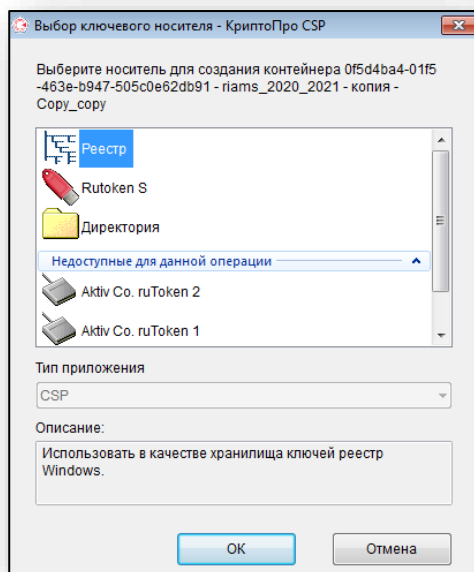 Выбор ключевого носителя - КриптоПро CSP
Выберите носитель для создания контейнера 0f5d4ba4-01f5
-463e-b947-505c0e62db91 - riams_2020_2021 - копия -
Copy_copy
Реестр
Rutoken S
Директория
Недоступные для данной операции
Aktiv Co. ruToken 2
Aktiv Co. ruToken 1
Тип приложения
CSP
Описание:
Использовать в качестве хранилища ключей реестр
Windows.
ОК
Отмена